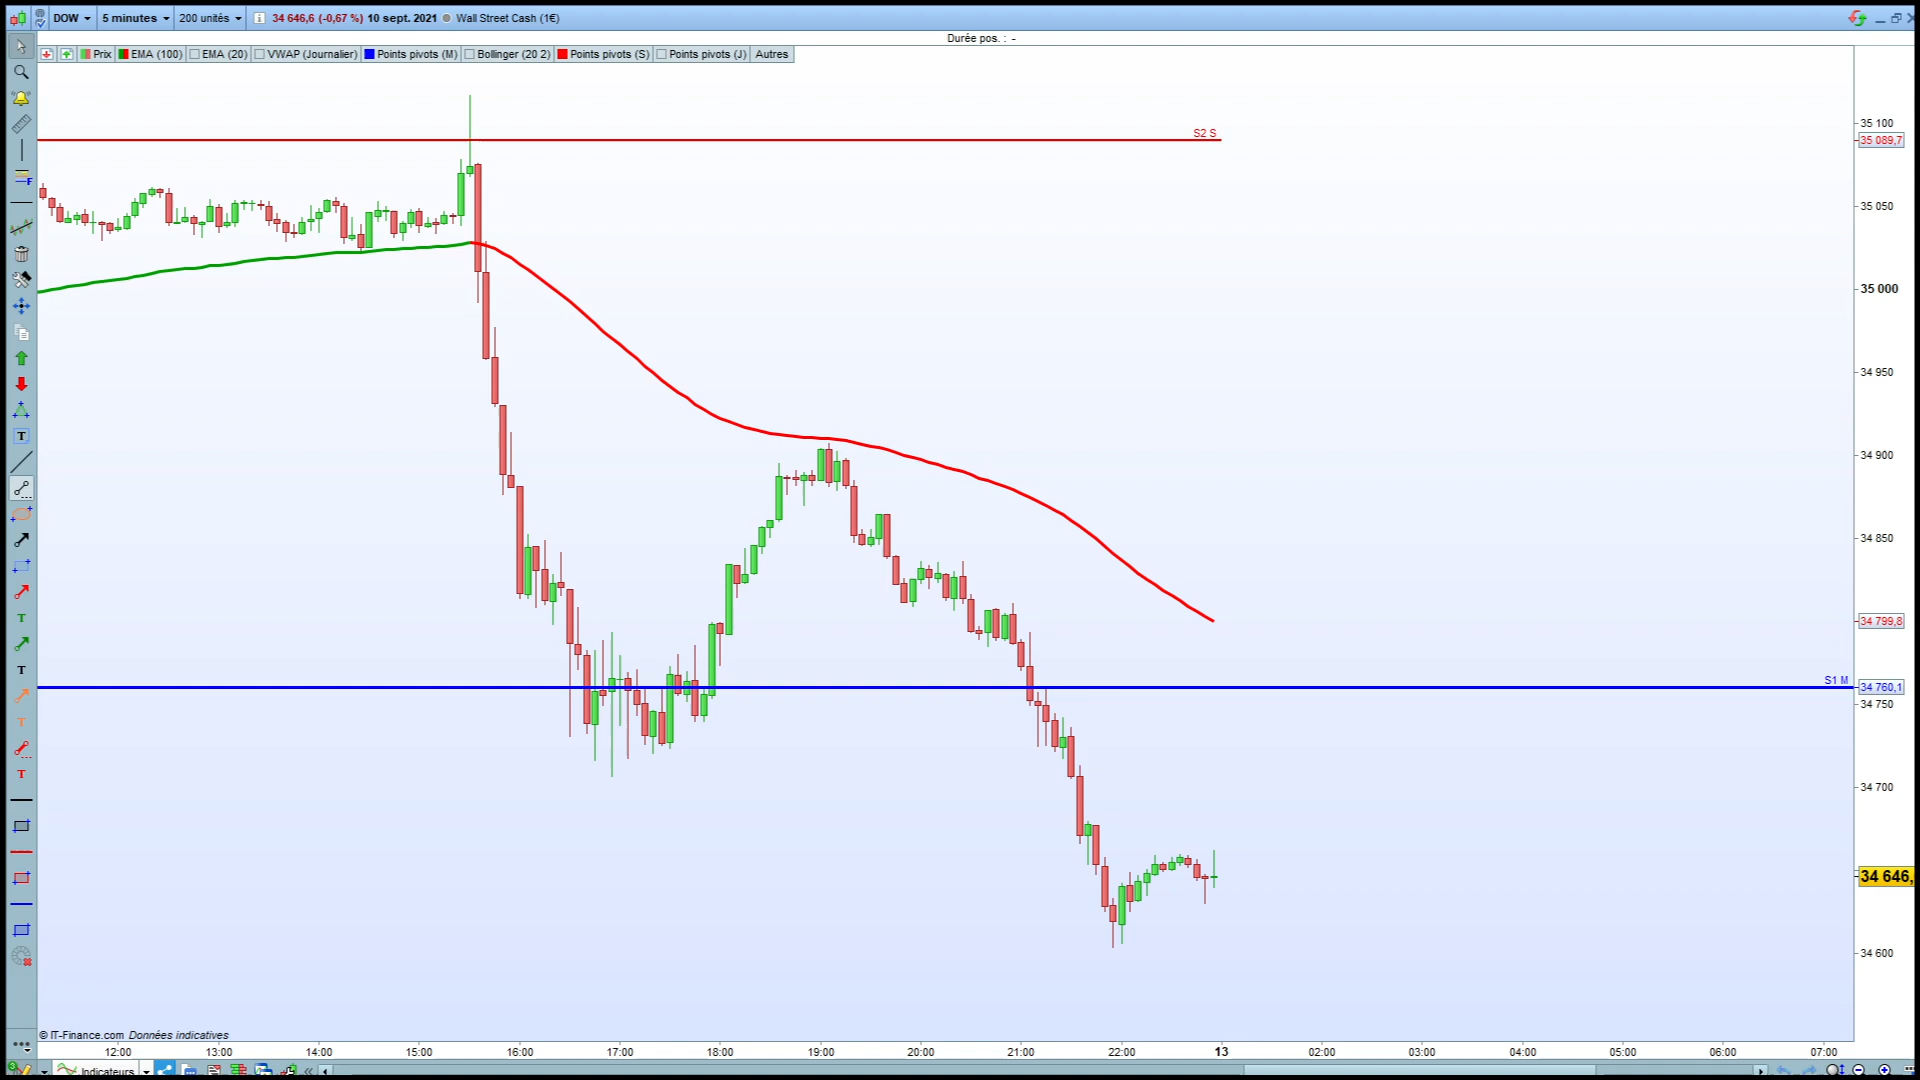 DOW 5 minutes 200 unités 34 646,6 (-0,67 %) 10 sept. 2021 Wall Street Cash (1€)
Durée pos. : -
Prix EMA (100) EMA (20) VWAP (Journalier) Points pivots (M) Bollinger (20 2) Points pivots (S) Points pivots (J) Autres
35 100
S2 S
35 089,7
35 050
35 000
34 950
34 900
34 850
34 799,8
S1 M
34 760,1
34 750
34 700
34 646,
34 600
© IT-Finance.com Données indicatives
12:00 13:00 14:00 15:00 16:00 17:00 18:00 19:00 20:00 21:00 22:00 13 02:00 03:00 04:00 05:00 06:00 07:00
Indicateurs